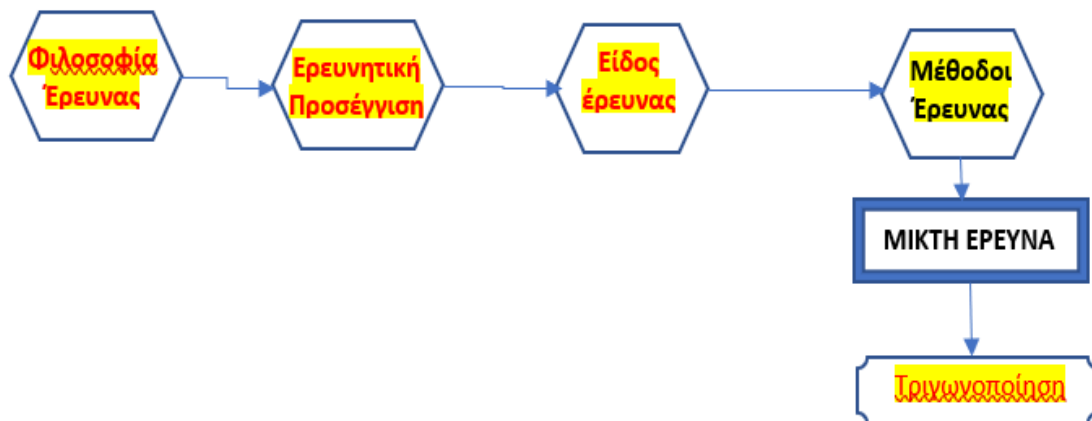 Φιλοσοφία
Έρευνας
Ερευνητική
Προσέγγιση
Είδος
έρευνας
Μέθοδοι
Έρευνας
ΜΙΚΤΗ ΕΡΕΥΝΑ
Τριγωνοποίηση